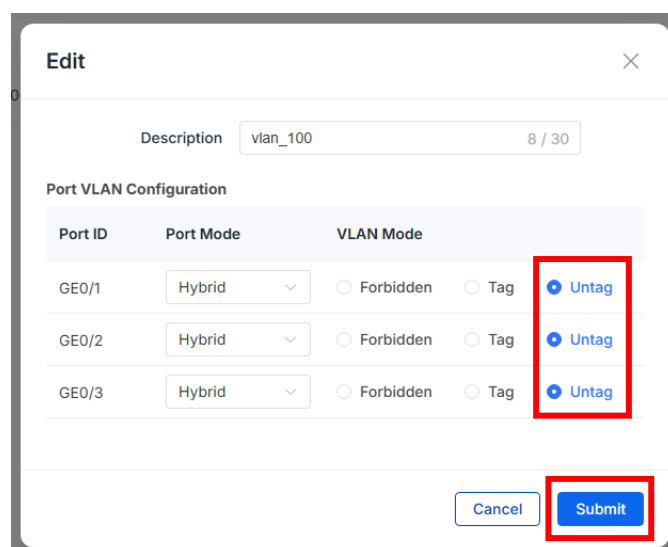 Edit
0
Description vlan_100 8 / 30
Port VLAN Configuration
Port ID Port Mode VLAN Mode
GE0/1 Hybrid Forbidden Tag Untag
GE0/2 Hybrid Forbidden Tag Untag
GE0/3 Hybrid Forbidden Tag Untag
Cancel Submit